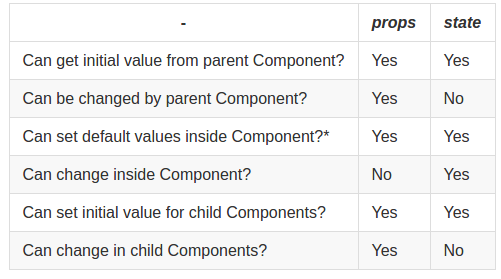 - props state
Can get initial value from parent Component? Yes Yes
Can be changed by parent Component? Yes No
Can set default values inside Component?* Yes Yes
Can change inside Component? No Yes
Can set initial value for child Components? Yes Yes
Can change in child Components? Yes No